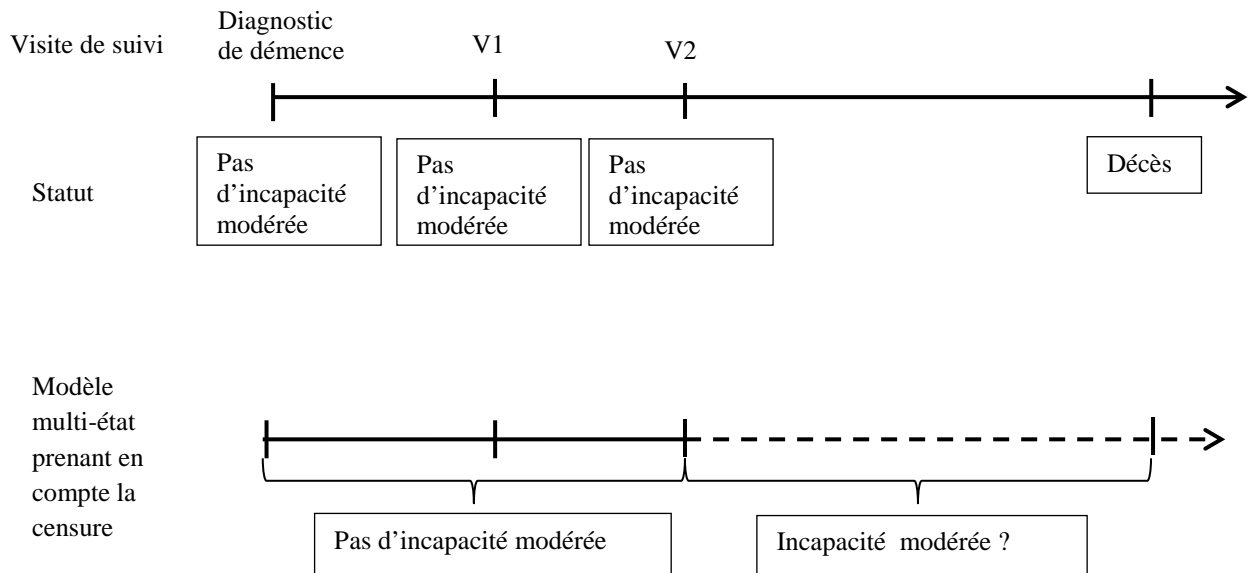 Visite de suivi
Diagnostic
de démence
V1
V2
Statut
Pas
d’incapacité
modérée
Pas
d’incapacité
modérée
Pas
d’incapacité
modérée
Décès
Modèle
multi-état
prenant en
compte la
censure
Pas d’incapacité modérée
Incapacité modérée ?